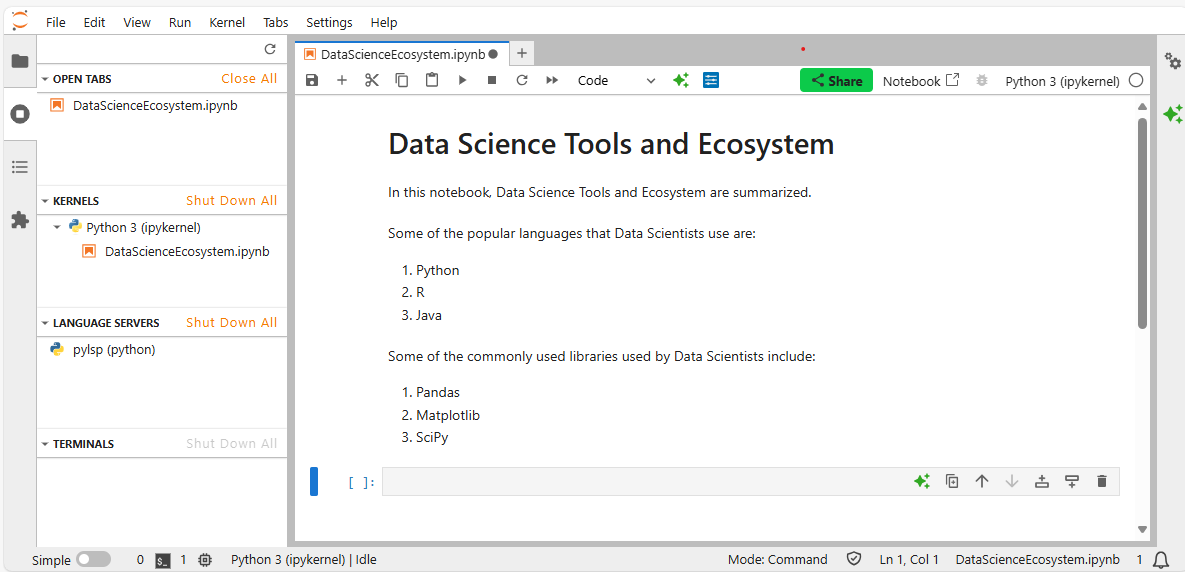 File Edit View Run Kernel Tabs Settings Help
OPEN TABS Close All
DataScienceEcosystem.ipynb
KERNELS Shut Down All
Python 3 (ipykernel)
DataScienceEcosystem.ipynb
LANGUAGE SERVERS Shut Down All
pylsp (python)
TERMINALS Shut Down All
DataScienceEcosystem.ipynb
Code Share Notebook Python 3 (ipykernel)
Data Science Tools and Ecosystem
In this notebook, Data Science Tools and Ecosystem are summarized.
Some of the popular languages that Data Scientists use are:
1. Python
2. R
3. Java
Some of the commonly used libraries used by Data Scientists include:
1. Pandas
2. Matplotlib
3. SciPy
[ ]:
Simple 0 $_ 1 Python 3 (ipykernel) | Idle Mode: Command Ln 1, Col 1 DataScienceEcosystem.ipynb 1